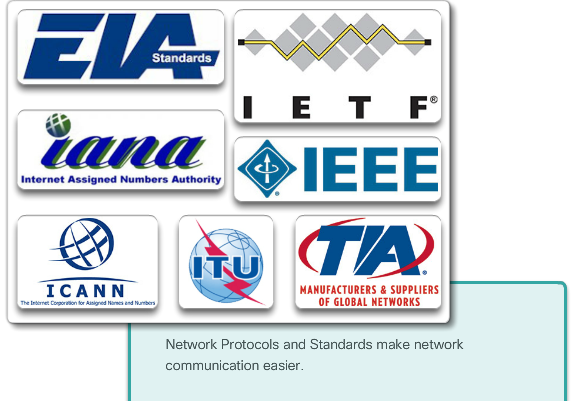 EIA
Standards
IETF®
iana
Internet Assigned Numbers Authority
IEEE
®
ICANN
The Internet Corporation for Assigned Names and Numbers
ITU
TIA®
MANUFACTURERS & SUPPLIERS
OF GLOBAL NETWORKS
Network Protocols and Standards make network
communication easier.